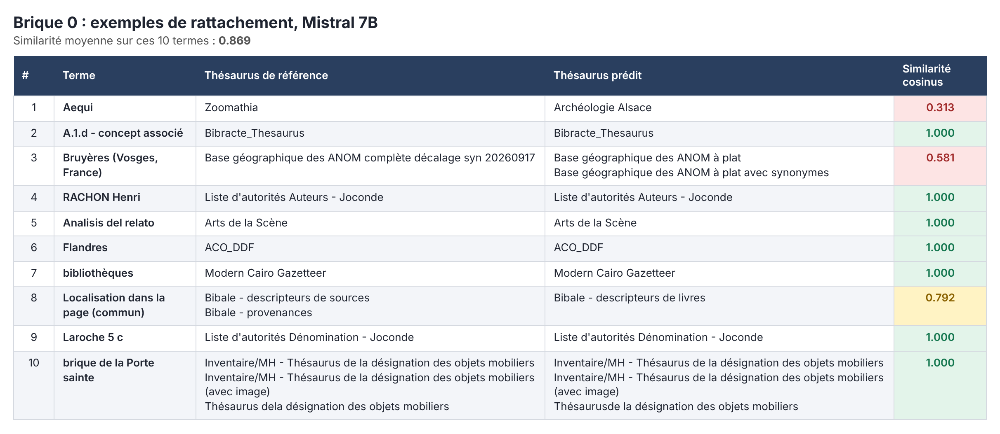 Brique 0 : exemples de rattachement, Mistral 7B
Similarité moyenne sur ces 10 termes : 0.869
# Terme Thésaurus de référence Thésaurus prédit Similarité cosinus
1 Aequi Zoomathia Archéologie Alsace 0.313
2 A.1.d - concept associé Bibracte_Thesaurus Bibracte_Thesaurus 1.000
3 Bruyères (Vosges, Base géographique des ANOM complète décalage syn 20260917 Base géographique des ANOM à plat 0.581
France) Base géographique des ANOM à plat avec synonymes
4 RACHON Henri Liste d'autorités Auteurs - Joconde Liste d'autorités Auteurs - Joconde 1.000
5 Analisis del relato Arts de la Scène Arts de la Scène 1.000
6 Flandres ACO_DDF ACO_DDF 1.000
7 bibliothèques Modern Cairo Gazetteer Modern Cairo Gazetteer 1.000
8 Localisation dans la Bibale - descripteurs de sources Bibale - descripteurs de livres 0.792
page (commun) Bibale - provenances
9 Laroche 5 c Liste d'autorités Dénomination - Joconde Liste d'autorités Dénomination - Joconde 1.000
10 brique de la Porte Inventaire/MH - Thésaurus de la désignation des objets mobiliers Inventaire/MH - Thésaurus de la désignation des objets mobiliers 1.000
sainte Inventaire/MH - Thésaurus de la désignation des objets mobiliers Inventaire/MH - Thésaurus de la désignation des objets mobiliers
(avec image) (avec image)
Thésaurus dela désignation des objets mobiliers Thésaurusde la désignation des objets mobiliers